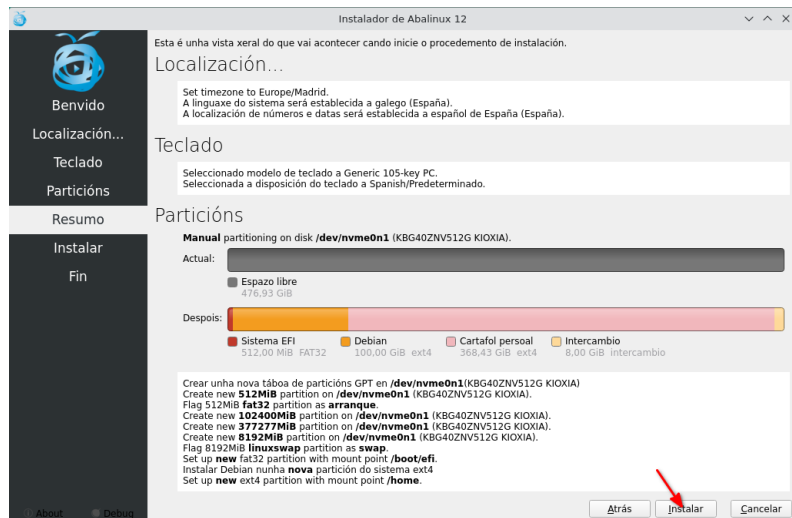 Instalador de Abalinux 12
Benvido
Localización...
Teclado
Particións
Resumo
Instalar
Fin
About
Debug
Esta é unha vista xeral do que vai acontecer cando inicie o procedemento de instalación.
Localización...
Set timezone to Europe/Madrid.
A linguaxe do sistema será establecida a galego (España).
A localización de números e datas será establecida a español de España (España).
Teclado
Seleccionado modelo de teclado a Generic 105-key PC.
Seleccionada a disposición do teclado a Spanish/Predeterminado.
Particións
Manual partitioning on disk /dev/nvme0n1 (KBG40ZNV512G KIOXIA).
Actual:
Espazo libre
476,93 GiB
Despois:
Sistema EFI Debian Cartafol persoal Intercambio
512,00 MiB FAT32 100,00 GiB ext4 368,43 GiB ext4 8,00 GiB intercambio
Crear unha nova táboa de particións GPT en /dev/nvme0n1(KBG40ZNV512G KIOXIA)
Create new 512MiB partition on /dev/nvme0n1 (KBG40ZNV512G KIOXIA).
Flag 512MiB fat32 partition as arranque.
Create new 102400MiB partition on /dev/nvme0n1 (KBG40ZNV512G KIOXIA).
Create new 377277MiB partition on /dev/nvme0n1 (KBG40ZNV512G KIOXIA).
Create new 8192MiB partition on /dev/nvme0n1 (KBG40ZNV512G KIOXIA).
Flag 8192MiB linuxswap partition as swap.
Set up new fat32 partition with mount point /boot/efi.
Instalar Debian nunha nova partición do sistema ext4
Set up new ext4 partition with mount point /home.
Atrás Instalar Cancelar